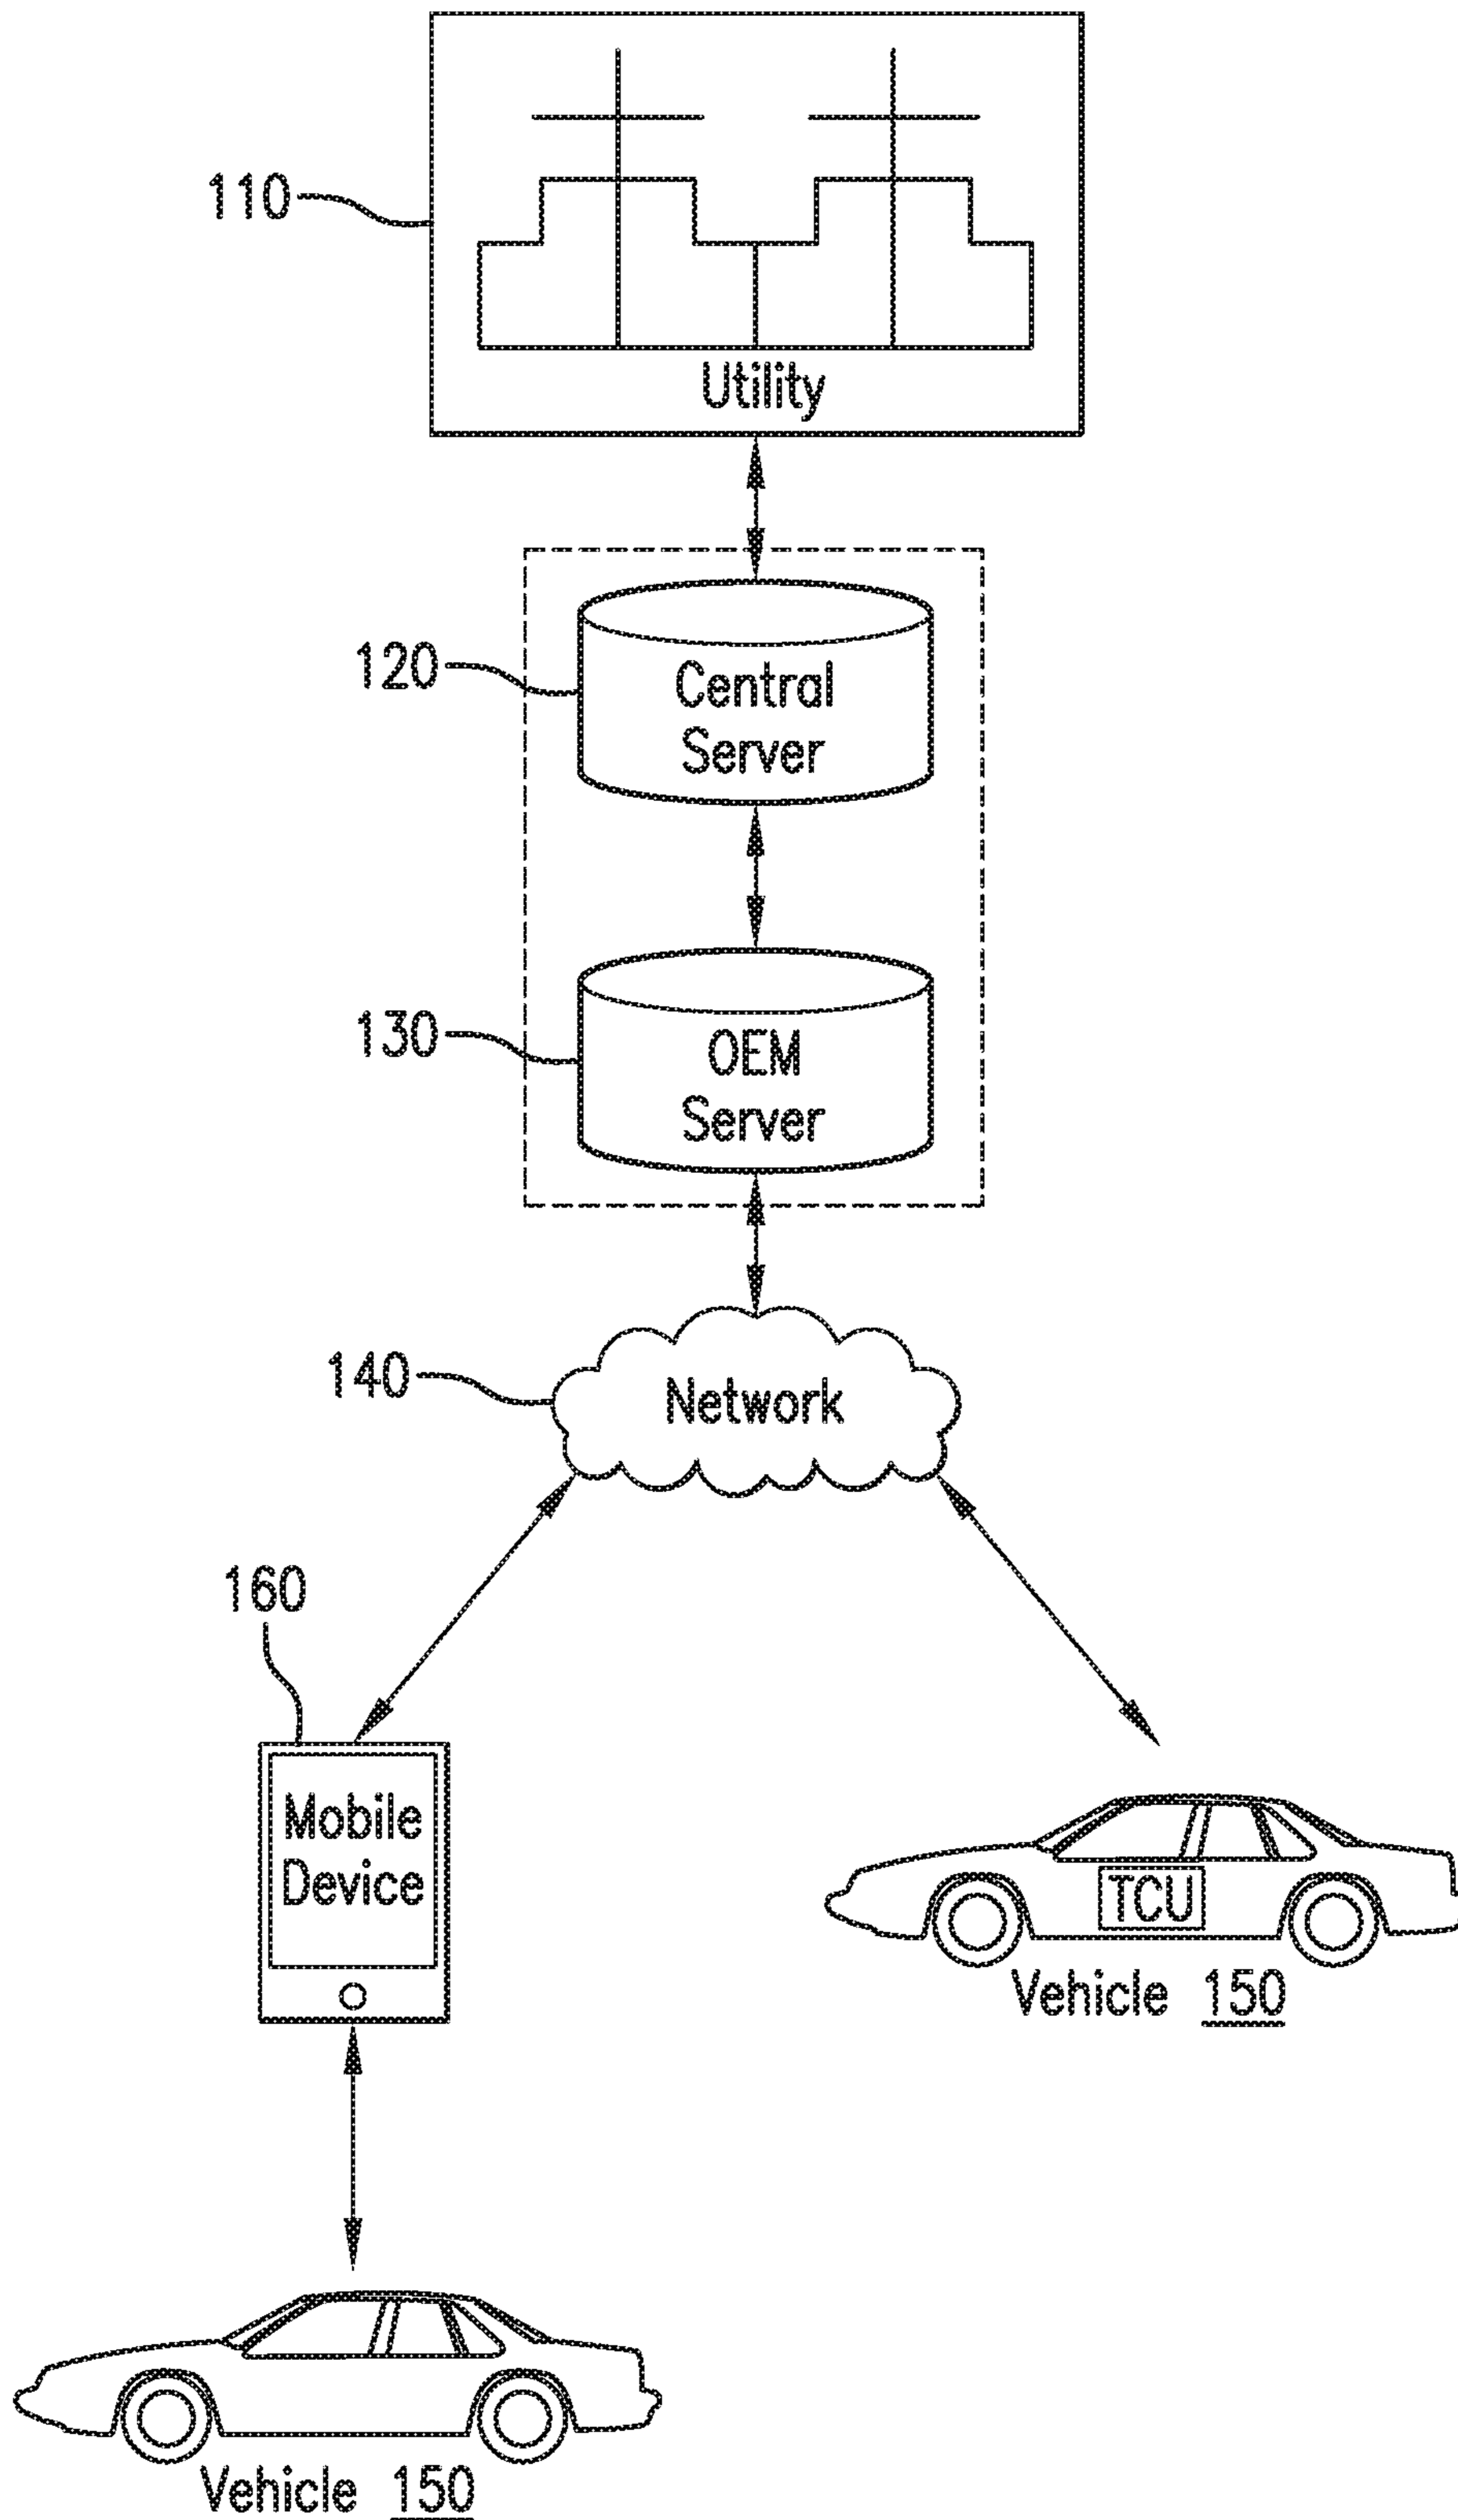 110
Utility
120
Central
Server
130
OEM
Server
140
Network
160
Mobile
Device
TCU
Vehicle 150
Vehicle 150